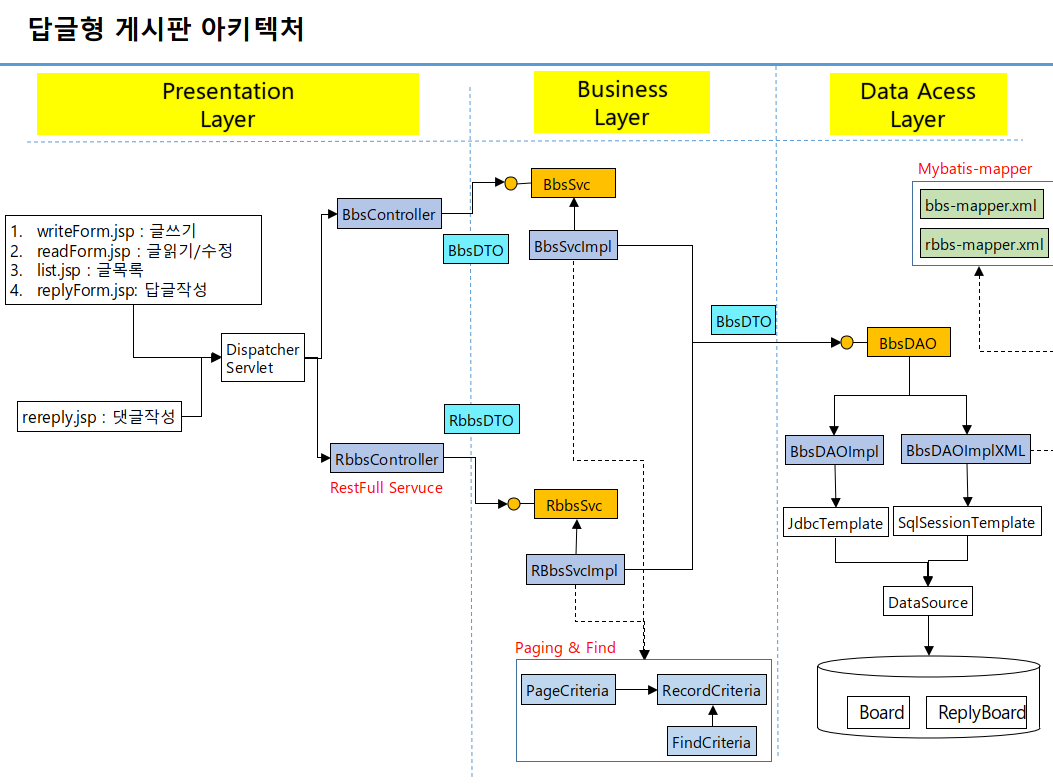 답글형 게시판 아키텍처
Presentation
Layer
Business
Layer
Data Acess
Layer
Mybatis-mapper
bbs-mapper.xml
rbbs-mapper.xml
BbsSvc
BbsController
BbsDTO
BbsSvcImpl
1. writeForm.jsp : 글쓰기
2. readForm.jsp : 글읽기/수정
3. list.jsp : 글목록
4. replyForm.jsp: 답글작성
BbsDTO
BbsDAO
Dispatcher
Servlet
rereply.jsp : 댓글작성
RbbsDTO
RbbsController
RestFull Servuce
BbsDAOImpl
BbsDAOImplXML
RbbsSvc
JdbcTemplate
SqlSessionTemplate
RBbsSvcImpl
DataSource
Paging & Find
PageCriteria
RecordCriteria
FindCriteria
Board
ReplyBoard